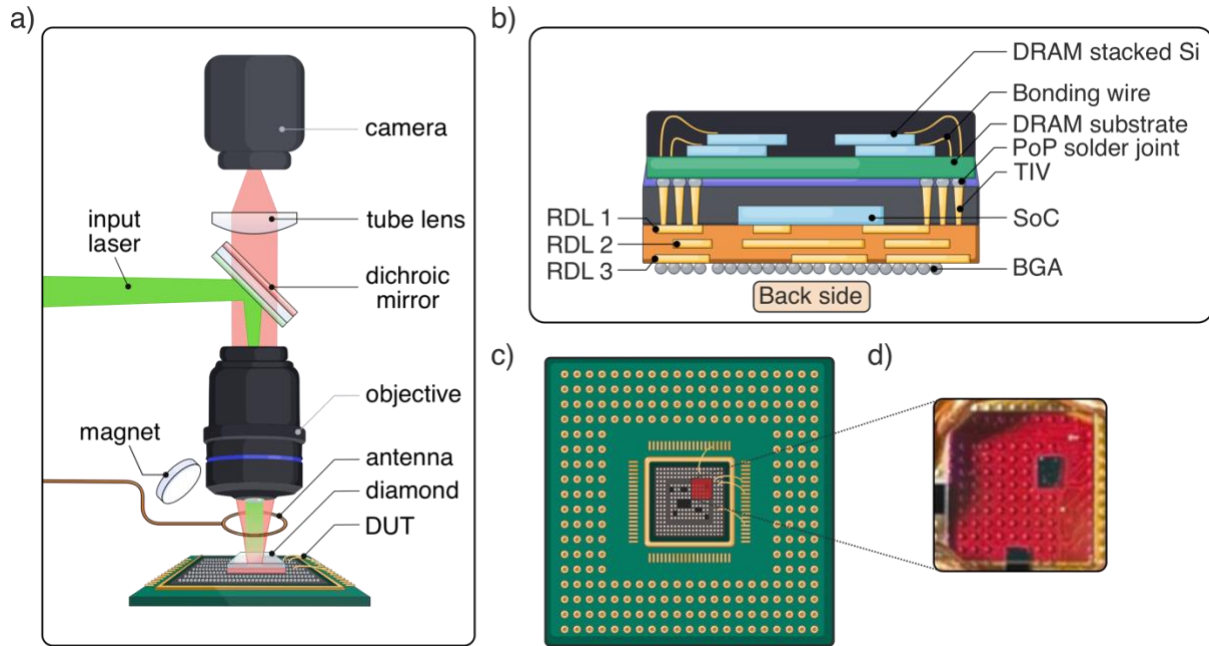 a)
camera
input
laser
tube lens
dichroic
mirror
objective
magnet
antenna
diamond
DUT
b)
DRAM stacked Si
Bonding wire
DRAM substrate
PoP solder joint
TIV
SoC
BGA
RDL 1
RDL 2
RDL 3
Back side
c)
d)